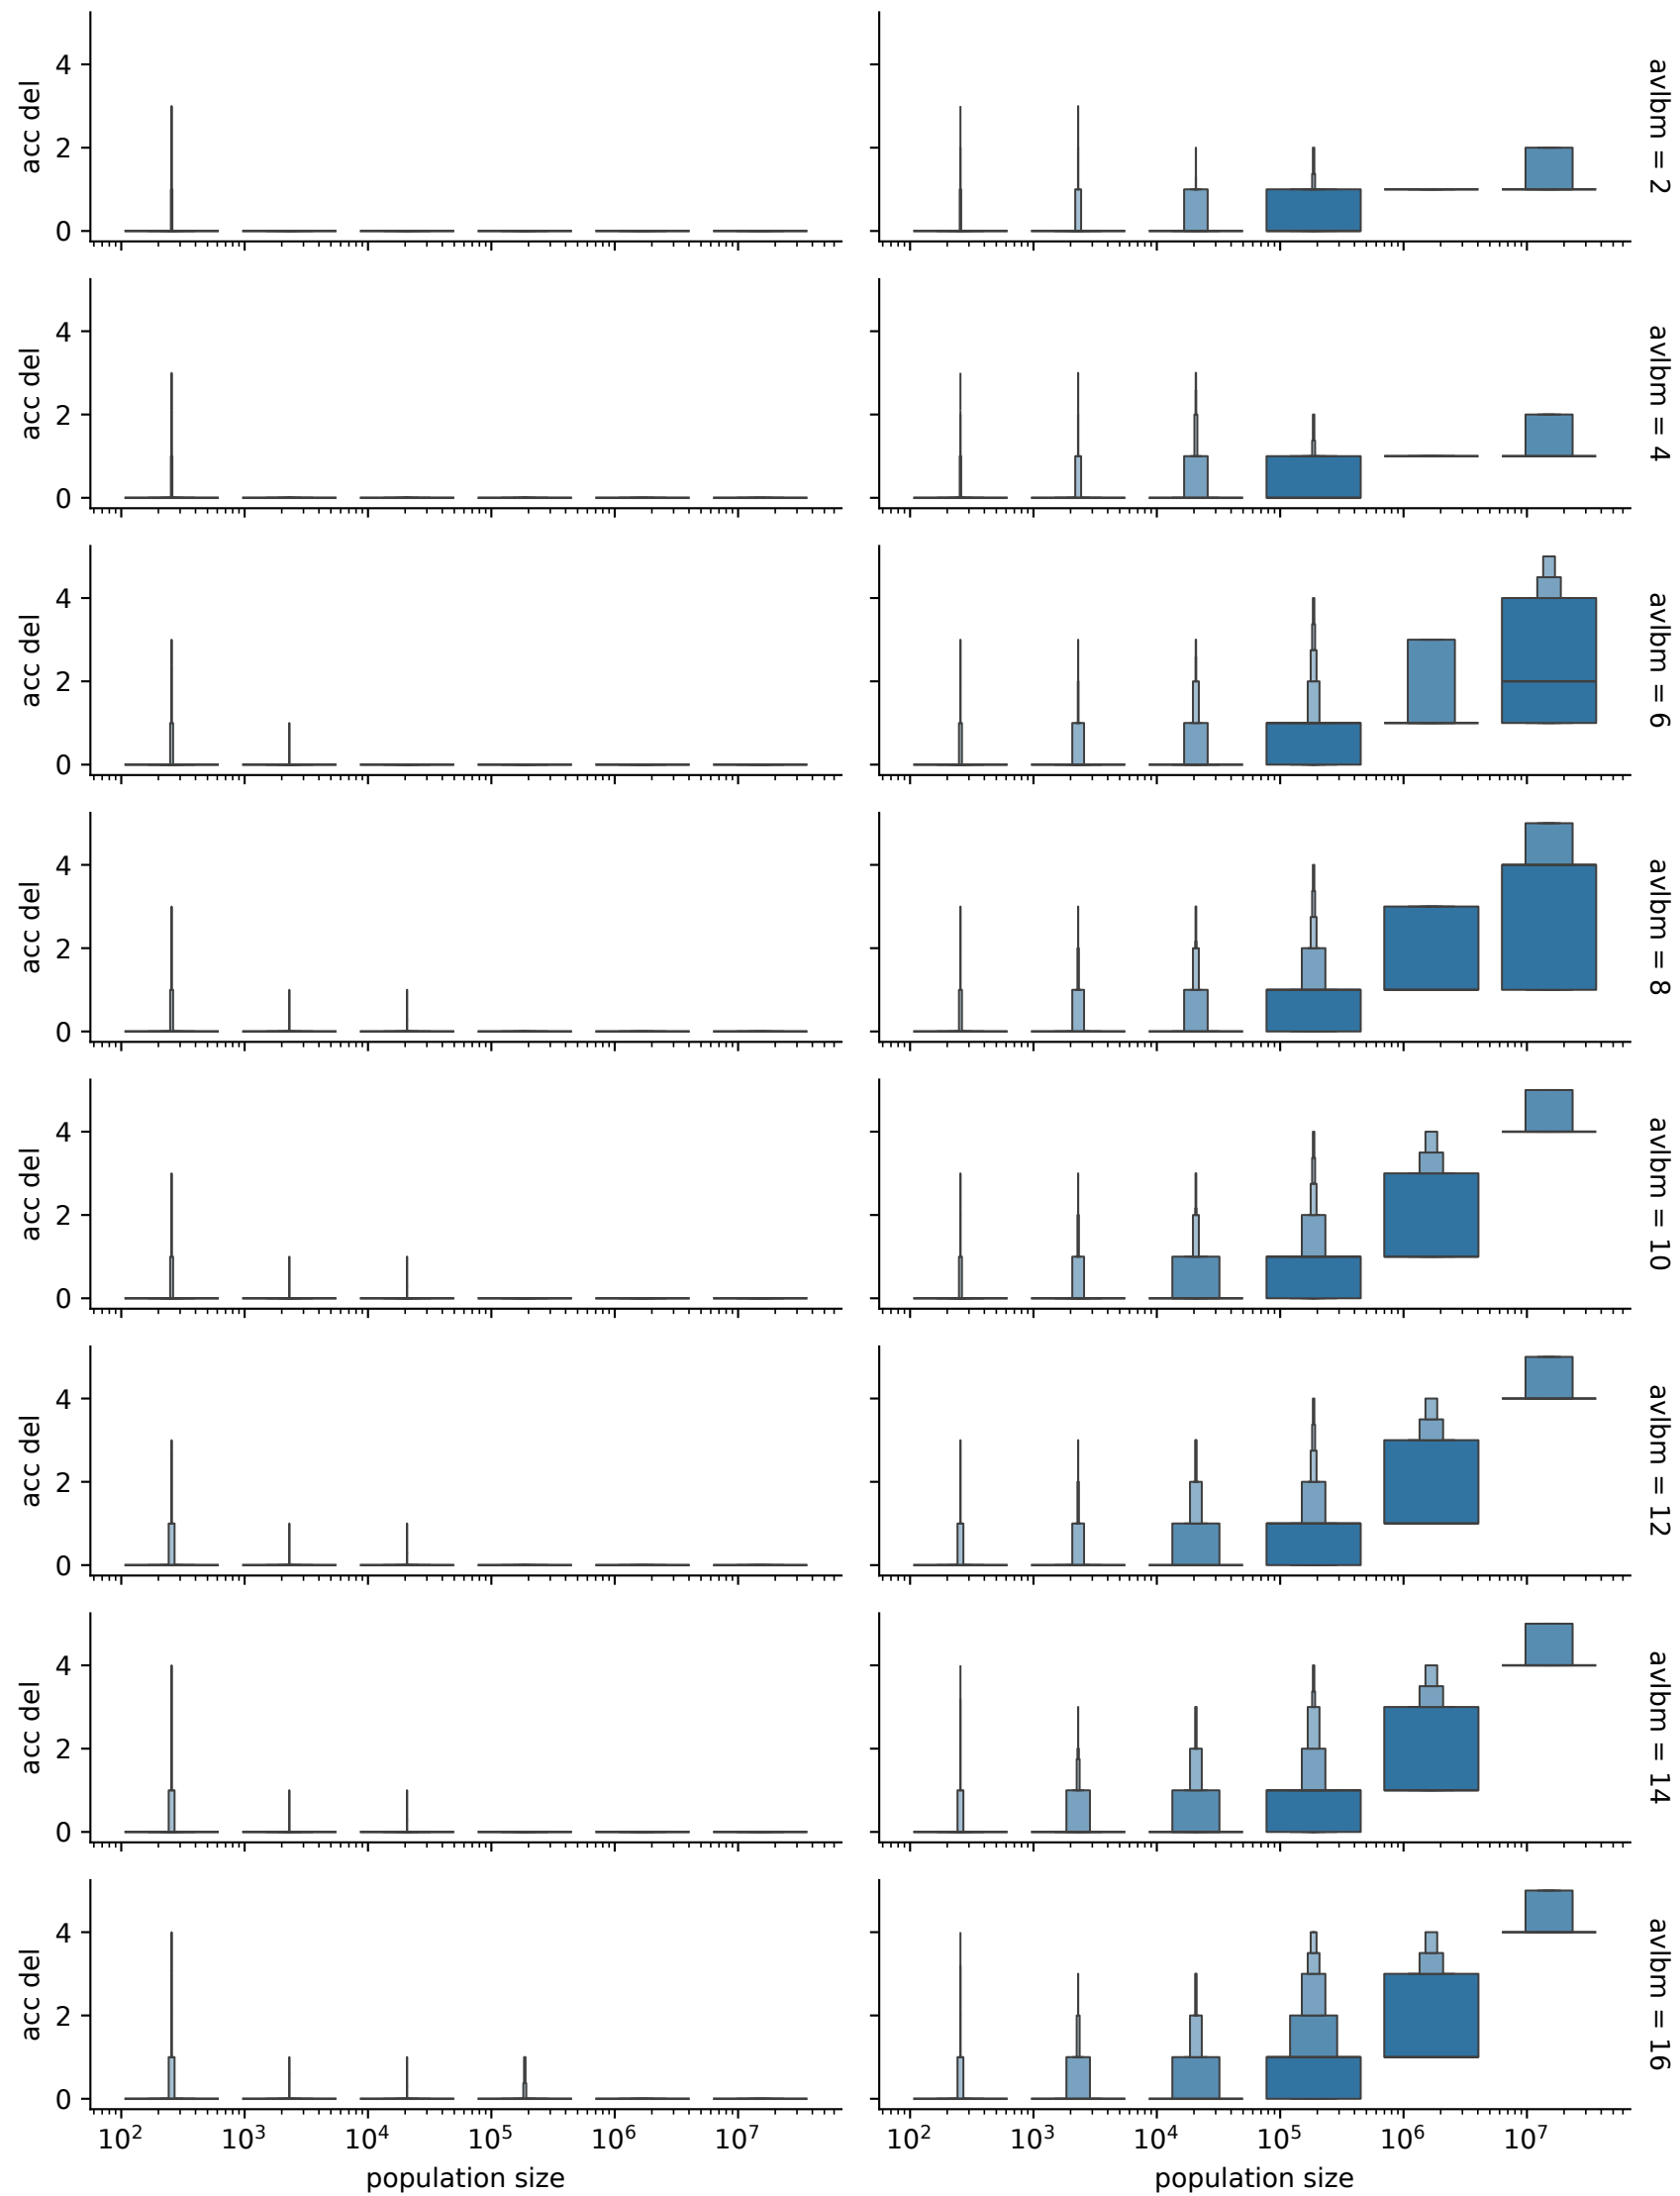 4
2
0
acc del
avlbm = 2
4
2
0
acc del
avlbm = 4
4
2
0
acc del
avlbm = 6
4
2
0
acc del
avlbm = 8
4
2
0
acc del
avlbm = 10
4
2
0
acc del
avlbm = 12
4
2
0
acc del
avlbm = 14
4
2
0
acc del
avlbm = 16
10² 10³ 10⁴ 10⁵ 10⁶ 10⁷ 10² 10³ 10⁴ 10⁵ 10⁶ 10⁷
population size population size